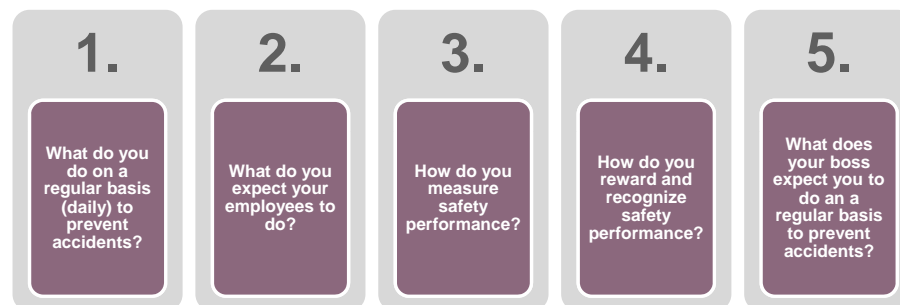 1.
What do you
do on a
regular basis
(daily) to
prevent
accidents?
2.
What do you
expect your
employees to
do?
3.
How do you
measure
safety
performance?
4.
How do you
reward and
recognize
safety
performance?
5.
What does
your boss
expect you to
do an a
regular basis
to prevent
accidents?